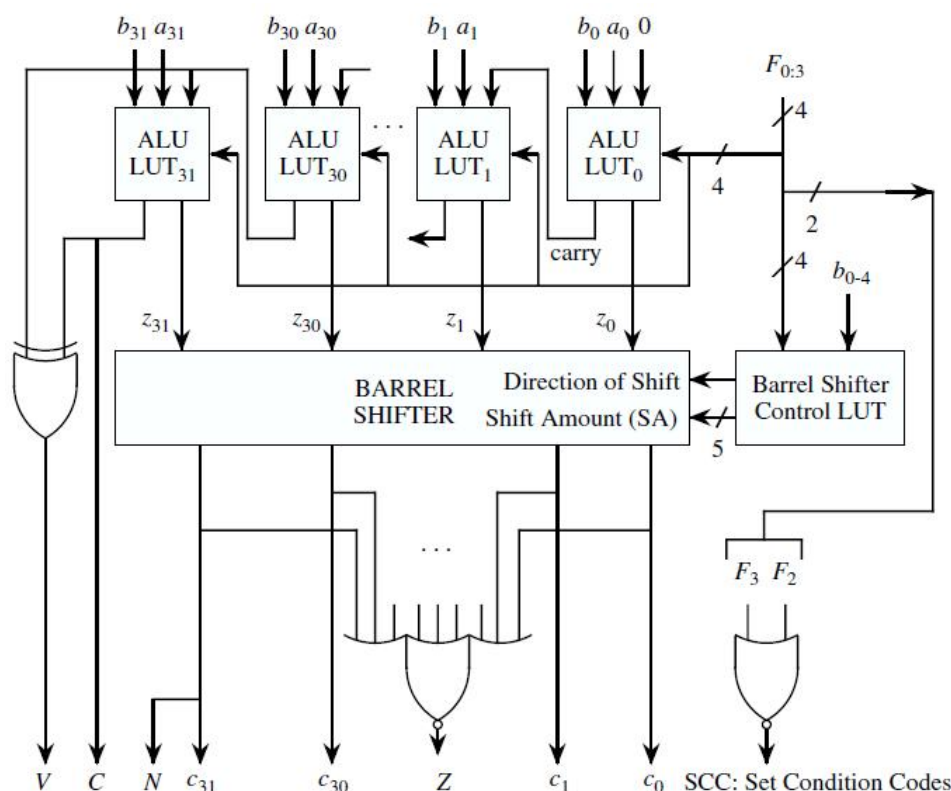 b31 a31 b30 a30 b1 a1 b0 a0 0
F0:3
4
ALU LUT31
ALU LUT30
. . .
ALU LUT1
ALU LUT0
4
2
carry
4
b0-4
z31 z30 z1 z0
BARREL SHIFTER
Direction of Shift
Shift Amount (SA)
5
Barrel Shifter
Control LUT
. . .
F3 F2
V C N c31 c30 Z c1 c0 SCC: Set Condition Codes